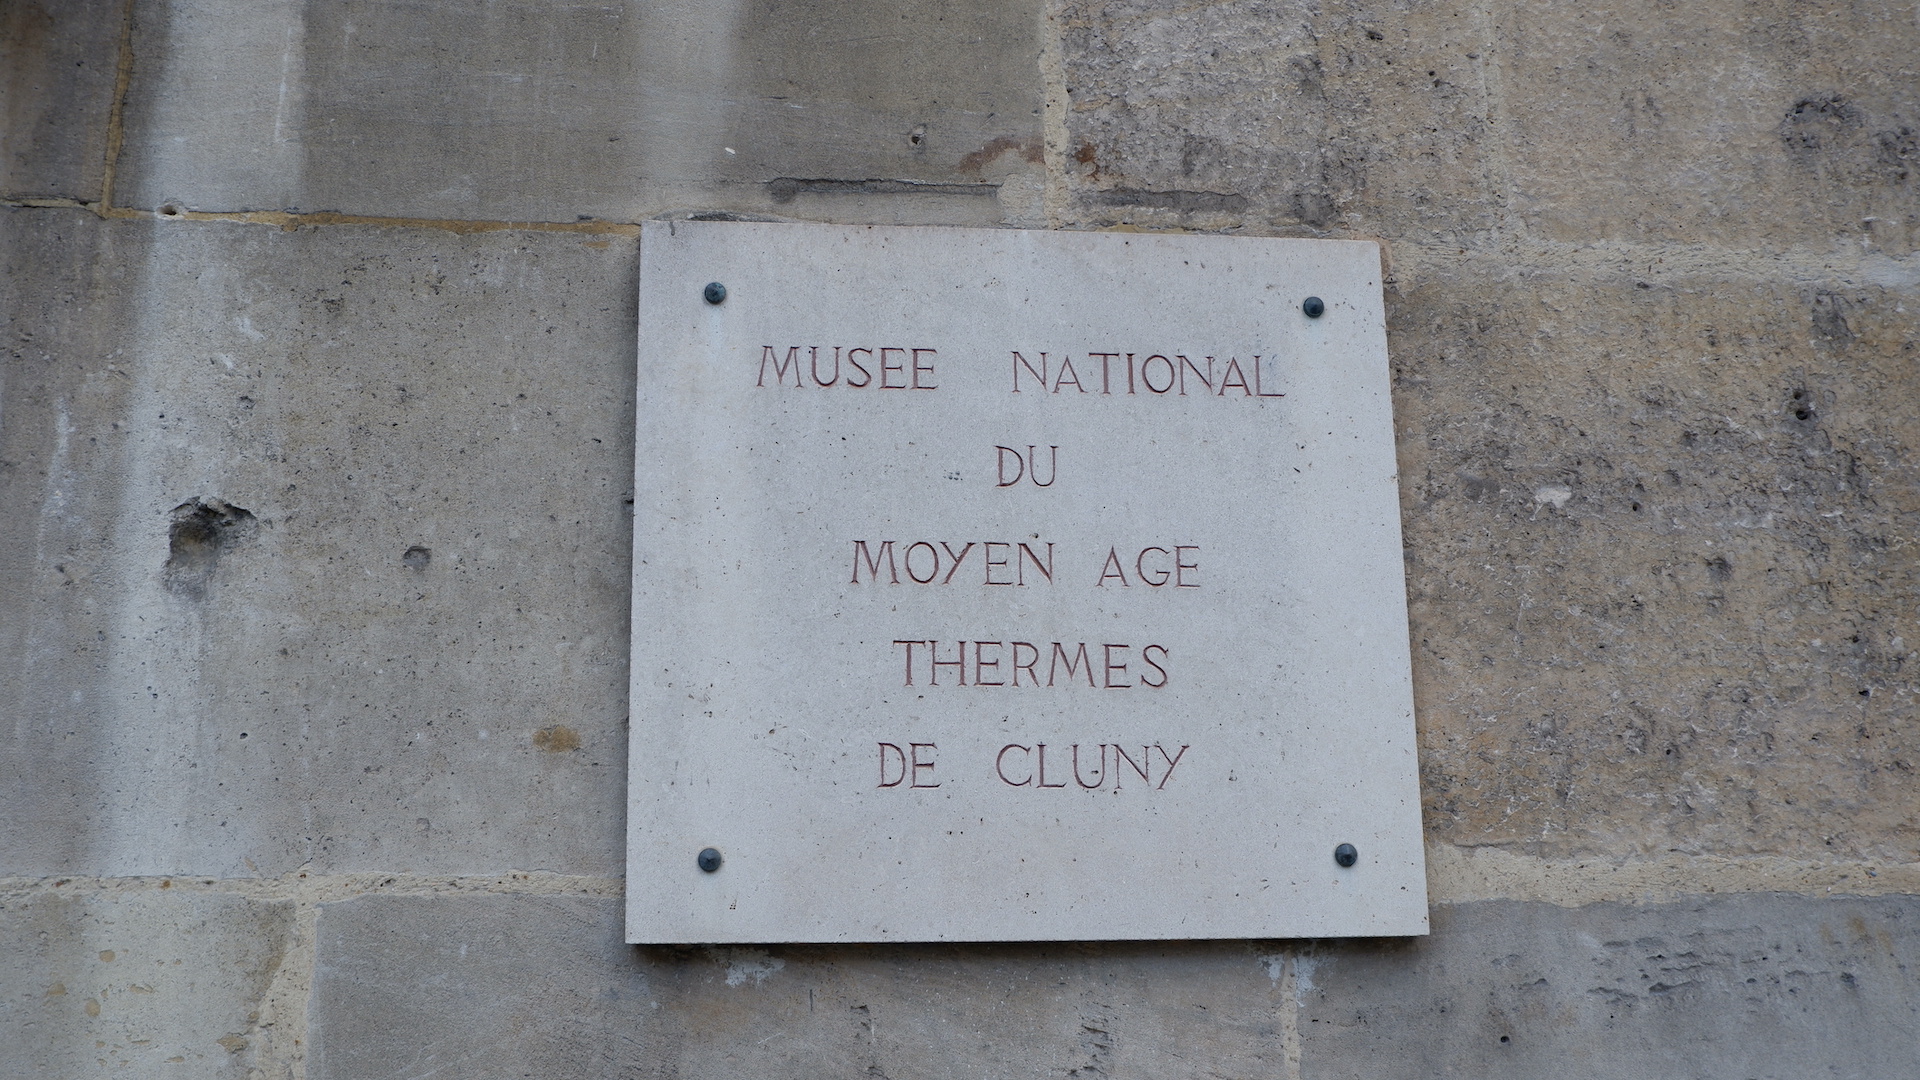 MUSEE NATIONAL
DU
MOYEN AGE
THERMES
DE CLUNY